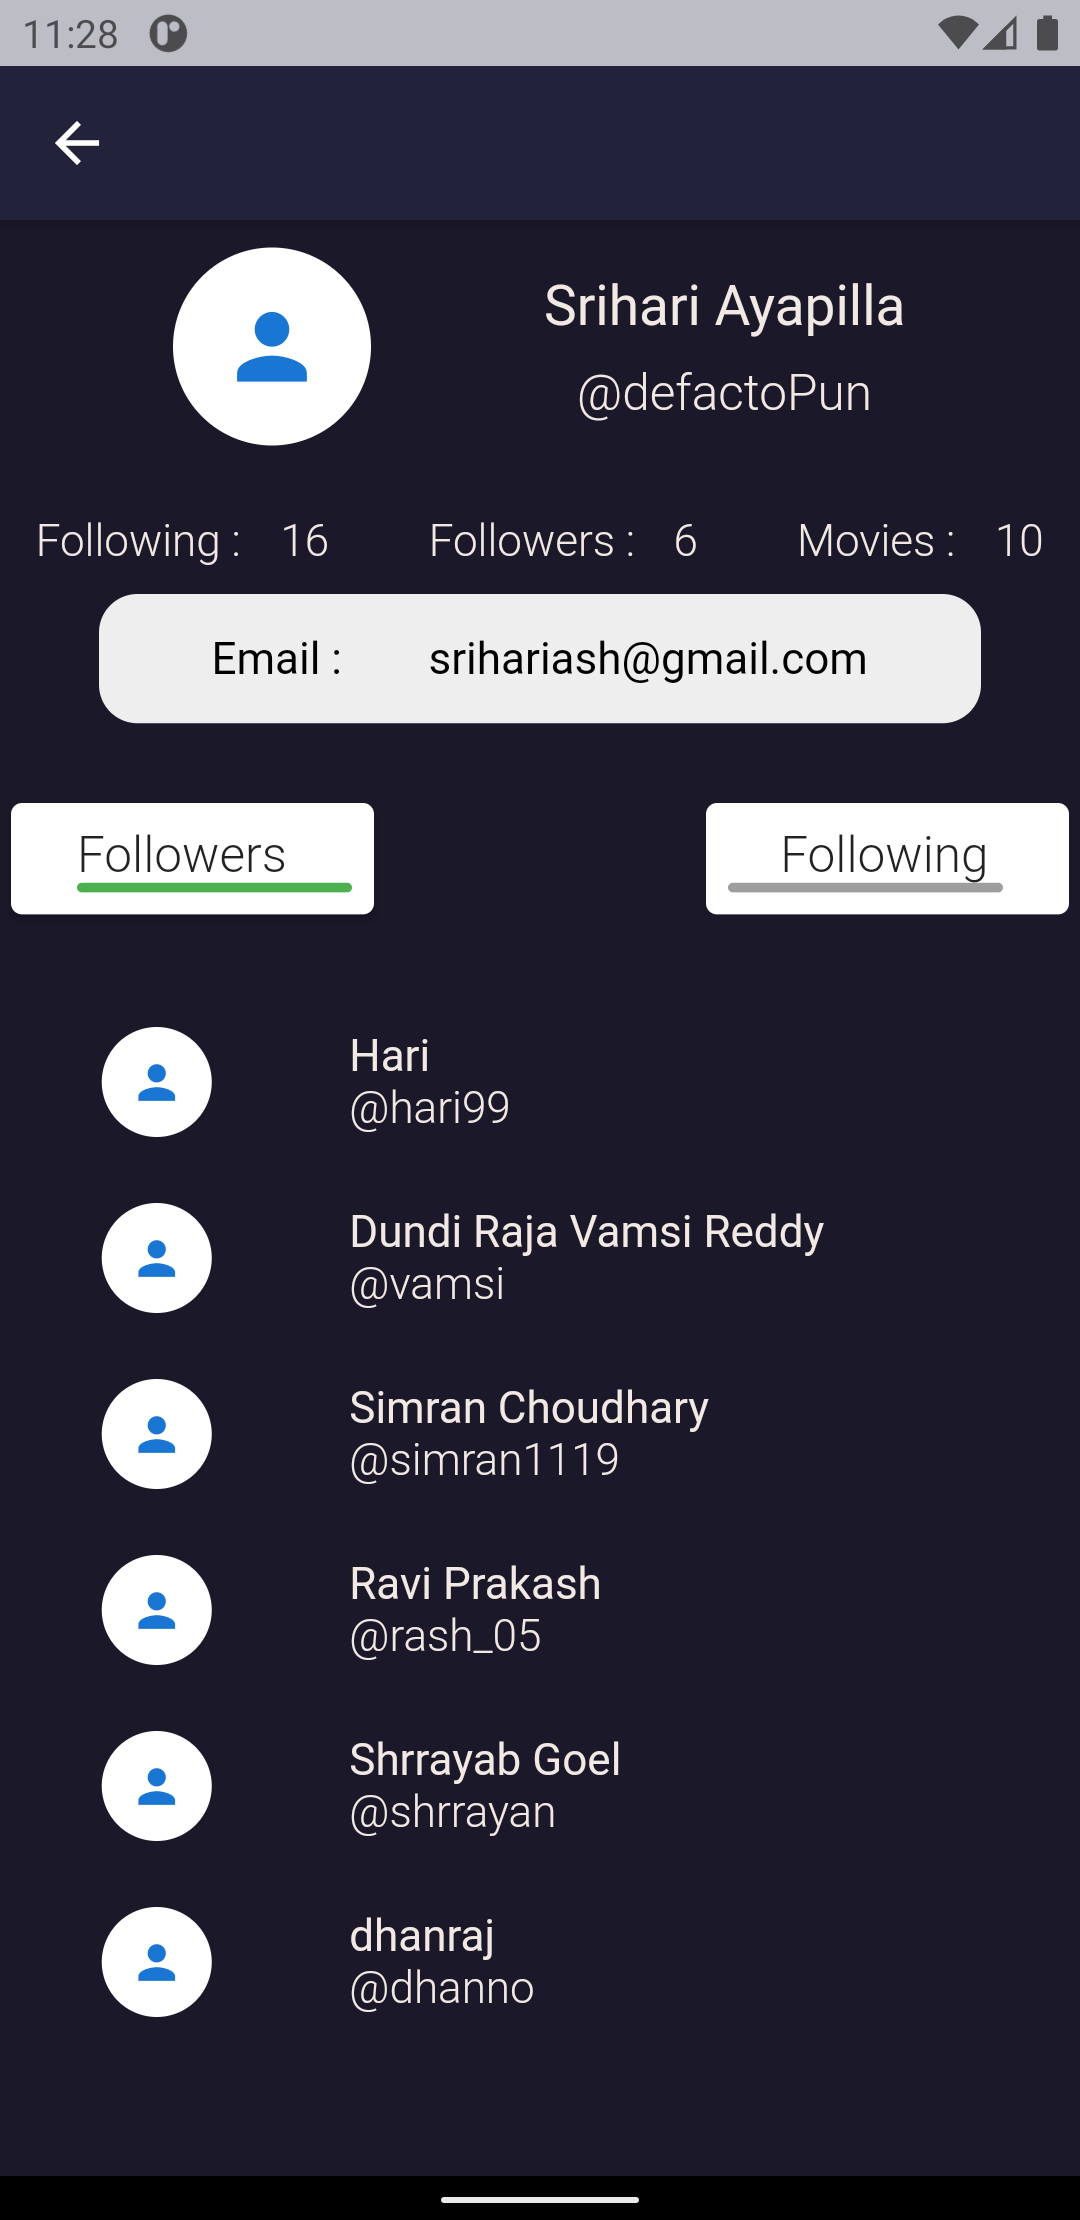 11:28
Srihari Ayapilla
@defactoPun
Following : 16 Followers : 6 Movies : 10
Email : srihariash@gmail.com
Followers Following
Hari
@hari99
Dundi Raja Vamsi Reddy
@vamsi
Simran Choudhary
@simran1119
Ravi Prakash
@rash_05
Shrrayab Goel
@shrrayan
dhanraj
@dhanno